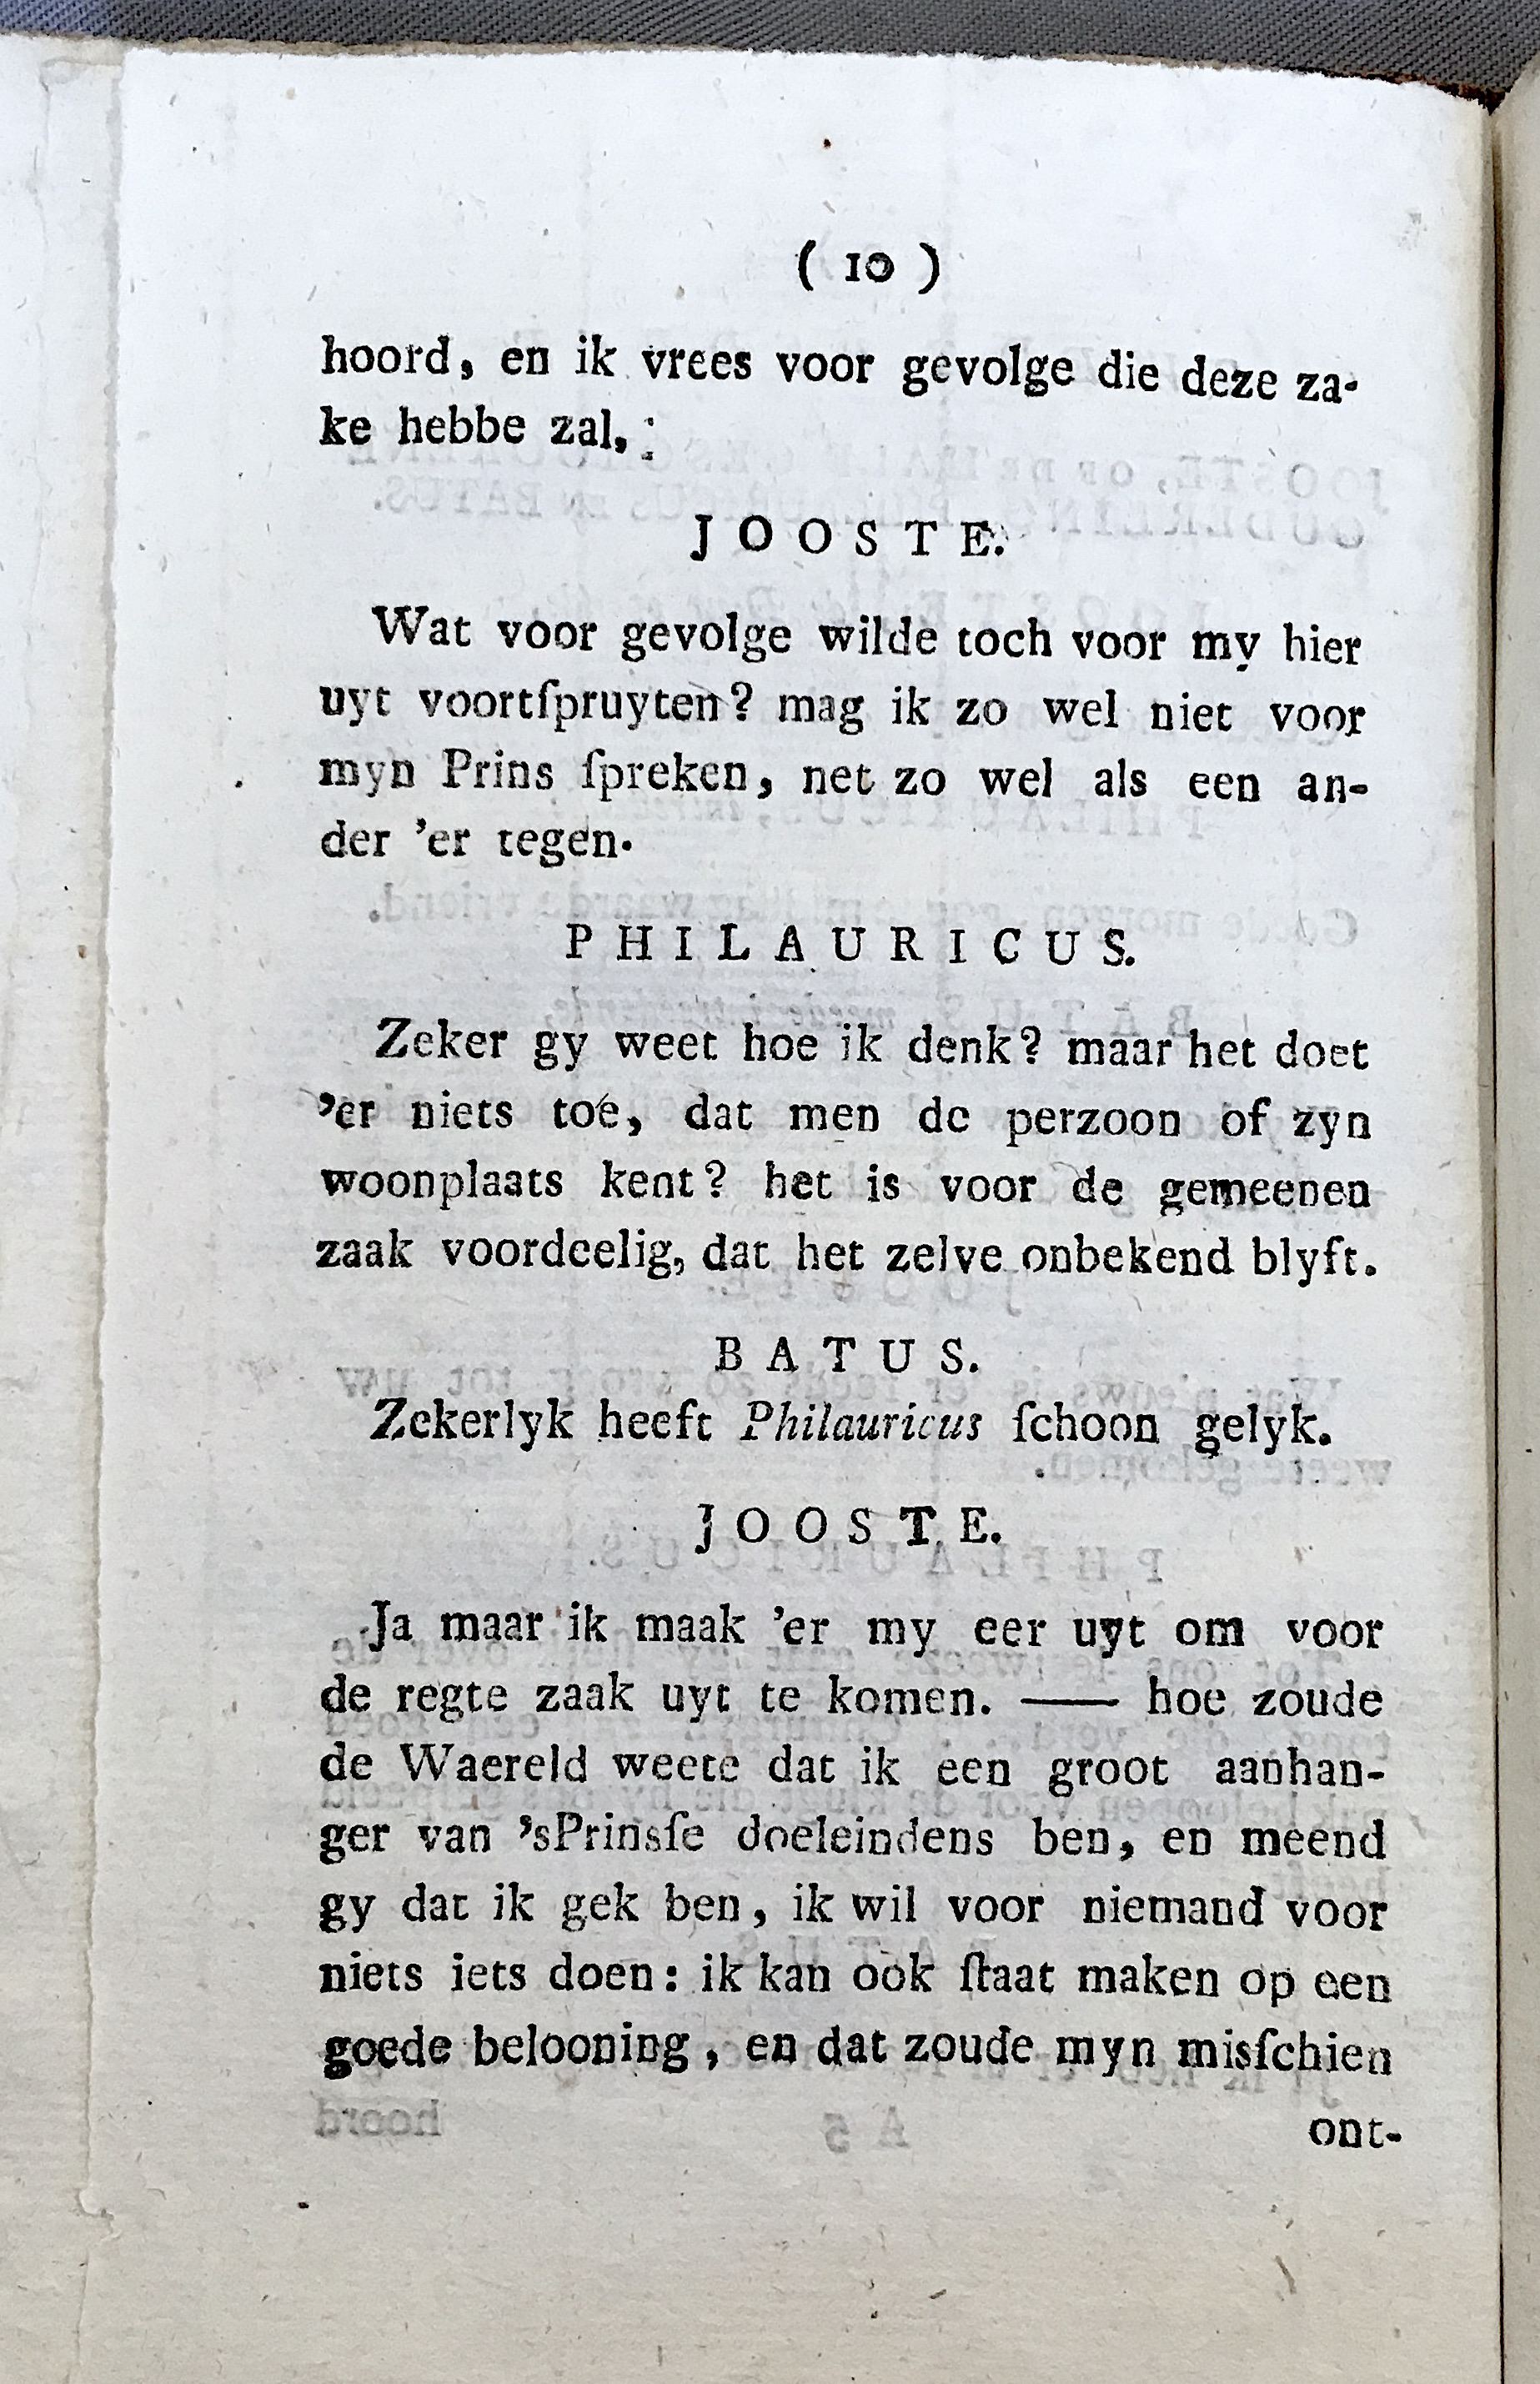 ( 10 )
hoord, en ik vrees voor gevolge die deze za-
ke hebbe zal, :
JOOSTE.
Wat voor gevolge wilde toch voor my hier
uyt voortſpruyten? mag ik zo wel niet voor
myn Prins ſpreken, net zo wel als een an-
der ’er tegen.
PHILAURICUS.
Zeker gy weet hoe ik denk? maar het doet
’er niets toe, dat men de perzoon of zyn
woonplaats kent? het is voor de gemeenen
zaak voordeelig, dat het zelve onbekend blyft.
BATUS.
Zekerlyk heeft Philauricus ſchoon gelyk.
JOOSTE.
Ja maar ik maak ’er my eer uyt om voor
de regte zaak uyt te komen. —— hoe zoude
de Waereld weete dat ik een groot aanhan-
ger van ’sPrinsſe doeleindens ben, en meend
gy dat ik gek ben, ik wil voor niemand voor
niets iets doen: ik kan ook ſtaat maken op een
goede belooning, en dat zoude myn misſchien
ont-